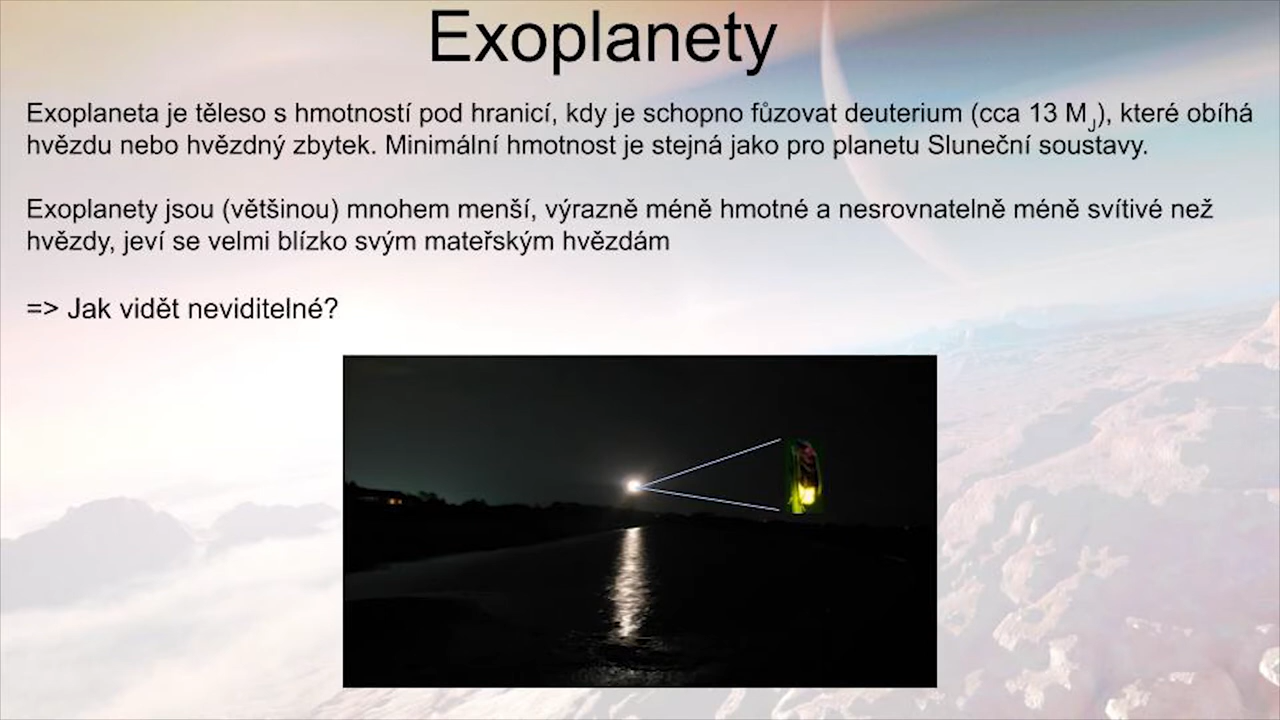 Exoplanety
Exoplaneta je těleso s hmotností pod hranicí, kdy je schopno fůzovat deuterium (cca 13 MJ), které obíhá
hvězdu nebo hvězdný zbytek. Minimální hmotnost je stejná jako pro planetu Sluneční soustavy.
Exoplanety jsou (většinou) mnohem menší, výrazně méně hmotné a nesrovnatelně méně svítivé než
hvězdy, jeví se velmi blízko svým mateřským hvězdám
=> Jak vidět neviditelné?